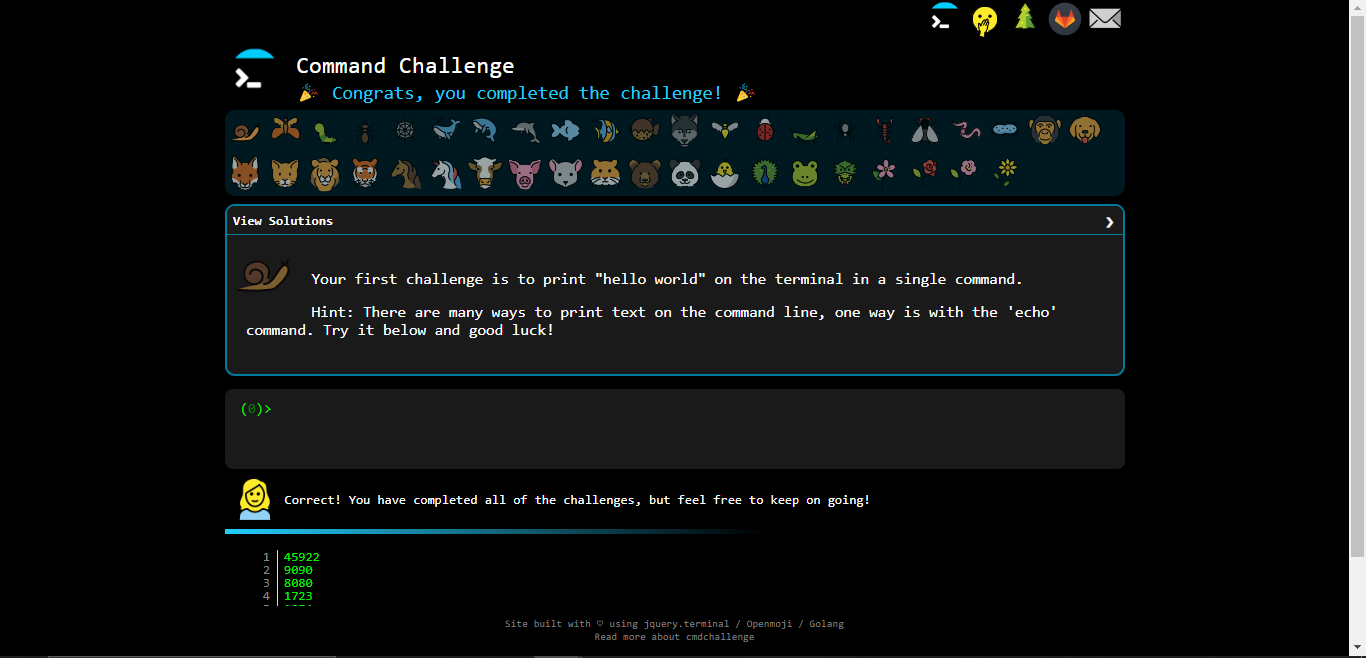 Command Challenge
Congrats, you completed the challenge!
View Solutions
Your first challenge is to print "hello world" on the terminal in a single command.
Hint: There are many ways to print text on the command line, one way is with the 'echo'
command. Try it below and good luck!
(0)>
Correct! You have completed all of the challenges, but feel free to keep on going!
1 45922
2 9090
3 8080
4 1723
Site built with ♡ using jquery.terminal / Openmoji / Golang
Read more about cmdchallenge